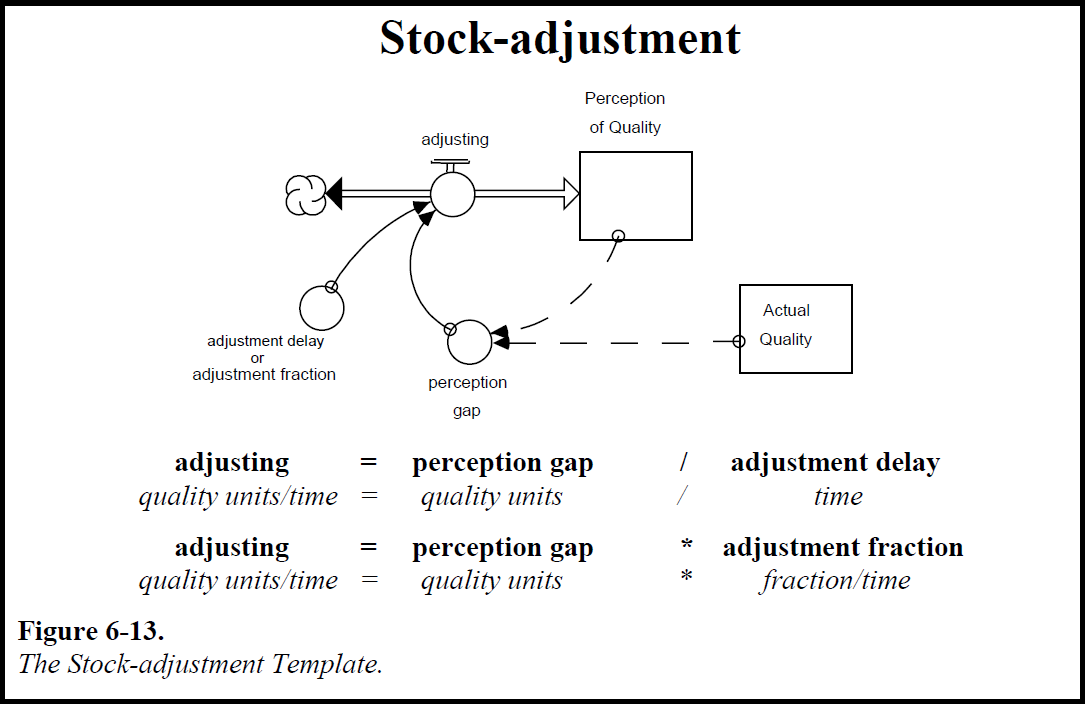 Stock-adjustment
Perception
of Quality
adjusting
adjustment delay
or
adjustment fraction
perception
gap
Actual
Quality
adjusting = perception gap / adjustment delay
quality units/time = quality units / time
adjusting = perception gap * adjustment fraction
quality units/time = quality units * fraction/time
Figure 6-13.
The Stock-adjustment Template.